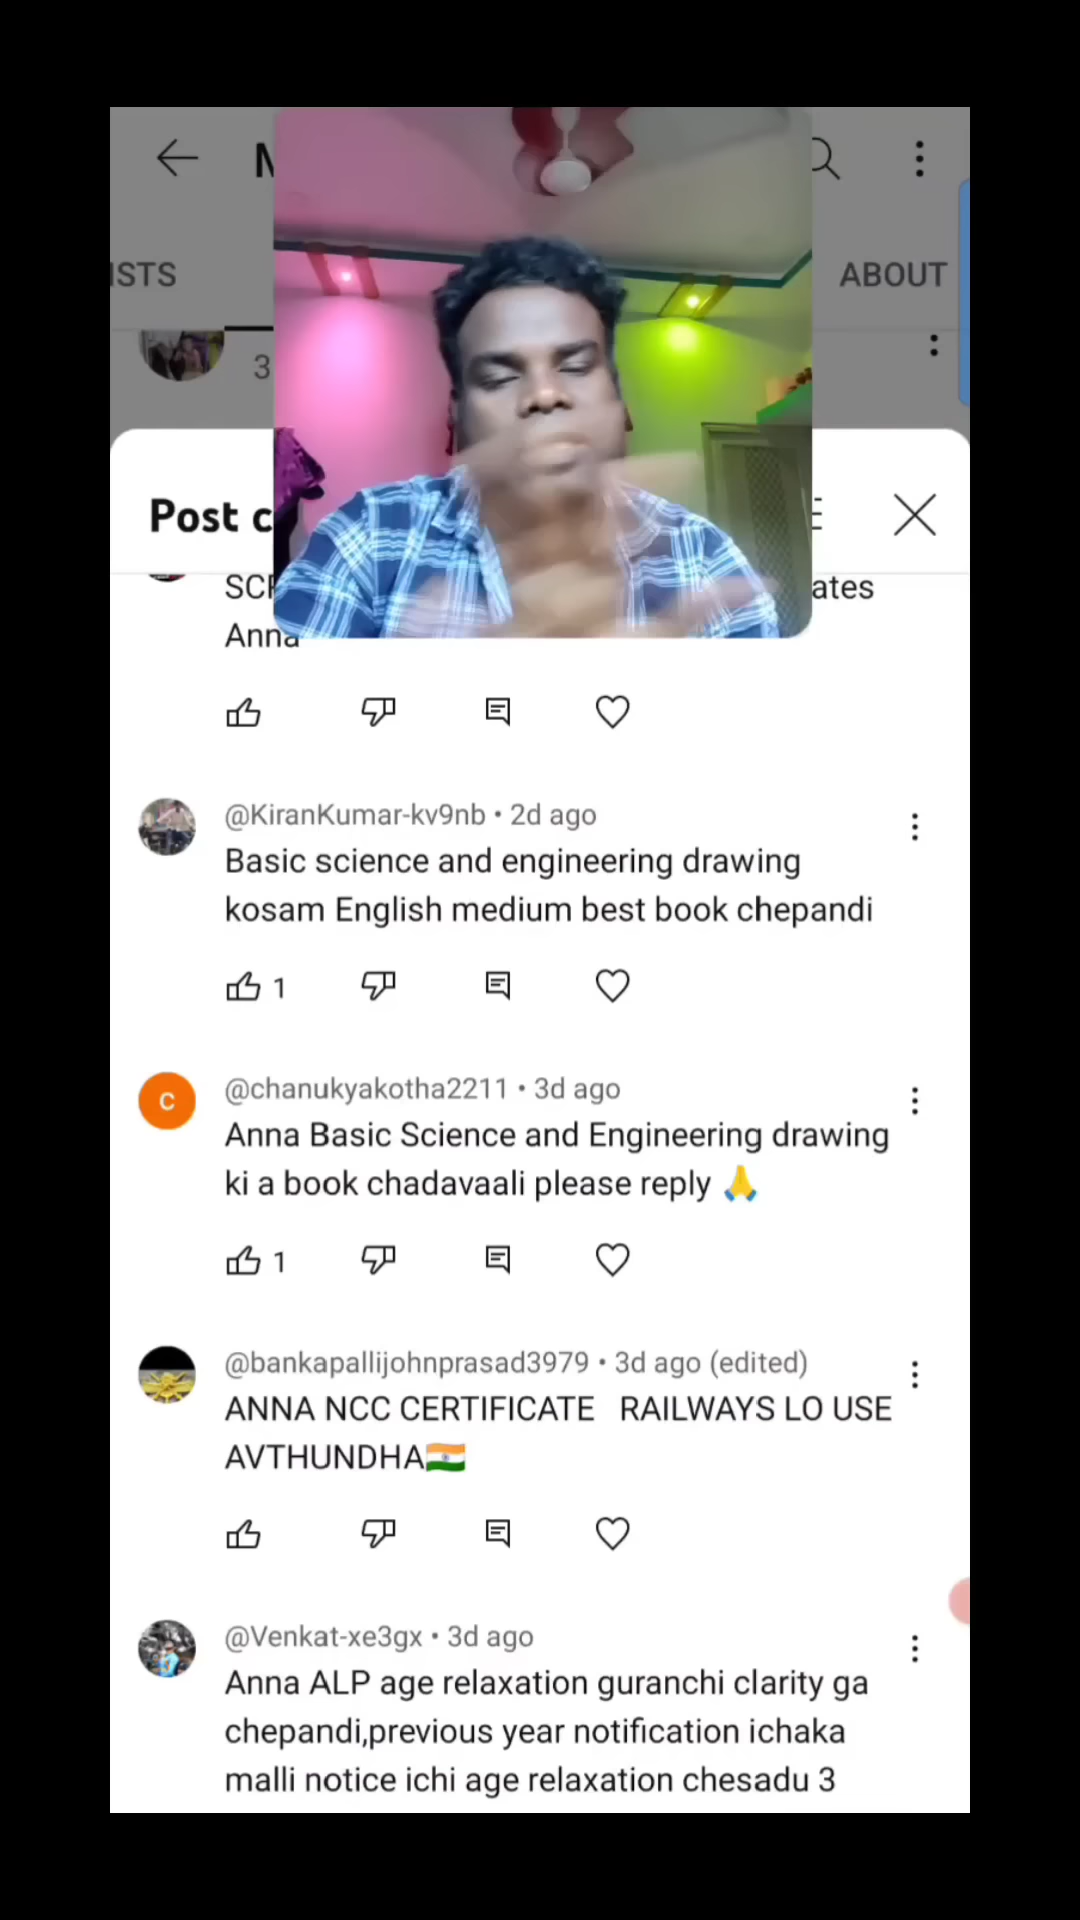 ISTS
ABOUT
3
Post
ates
Anna
@KiranKumar-kv9nb • 2d ago
Basic science and engineering drawing
kosam English medium best book chepandi
1
@chanukyakotha2211 • 3d ago
C
Anna Basic Science and Engineering drawing
ki a book chadavaali please reply 🙏
1
@bankapallijohnprasad3979 • 3d ago (edited)
ANNA NCC CERTIFICATE RAILWAYS LO USE
AVTHUNDHA🇮🇳
@Venkat-xe3gx • 3d ago
Anna ALP age relaxation guranchi clarity ga
chepandi,previous year notification ichaka
malli notice ichi age relaxation chesadu 3